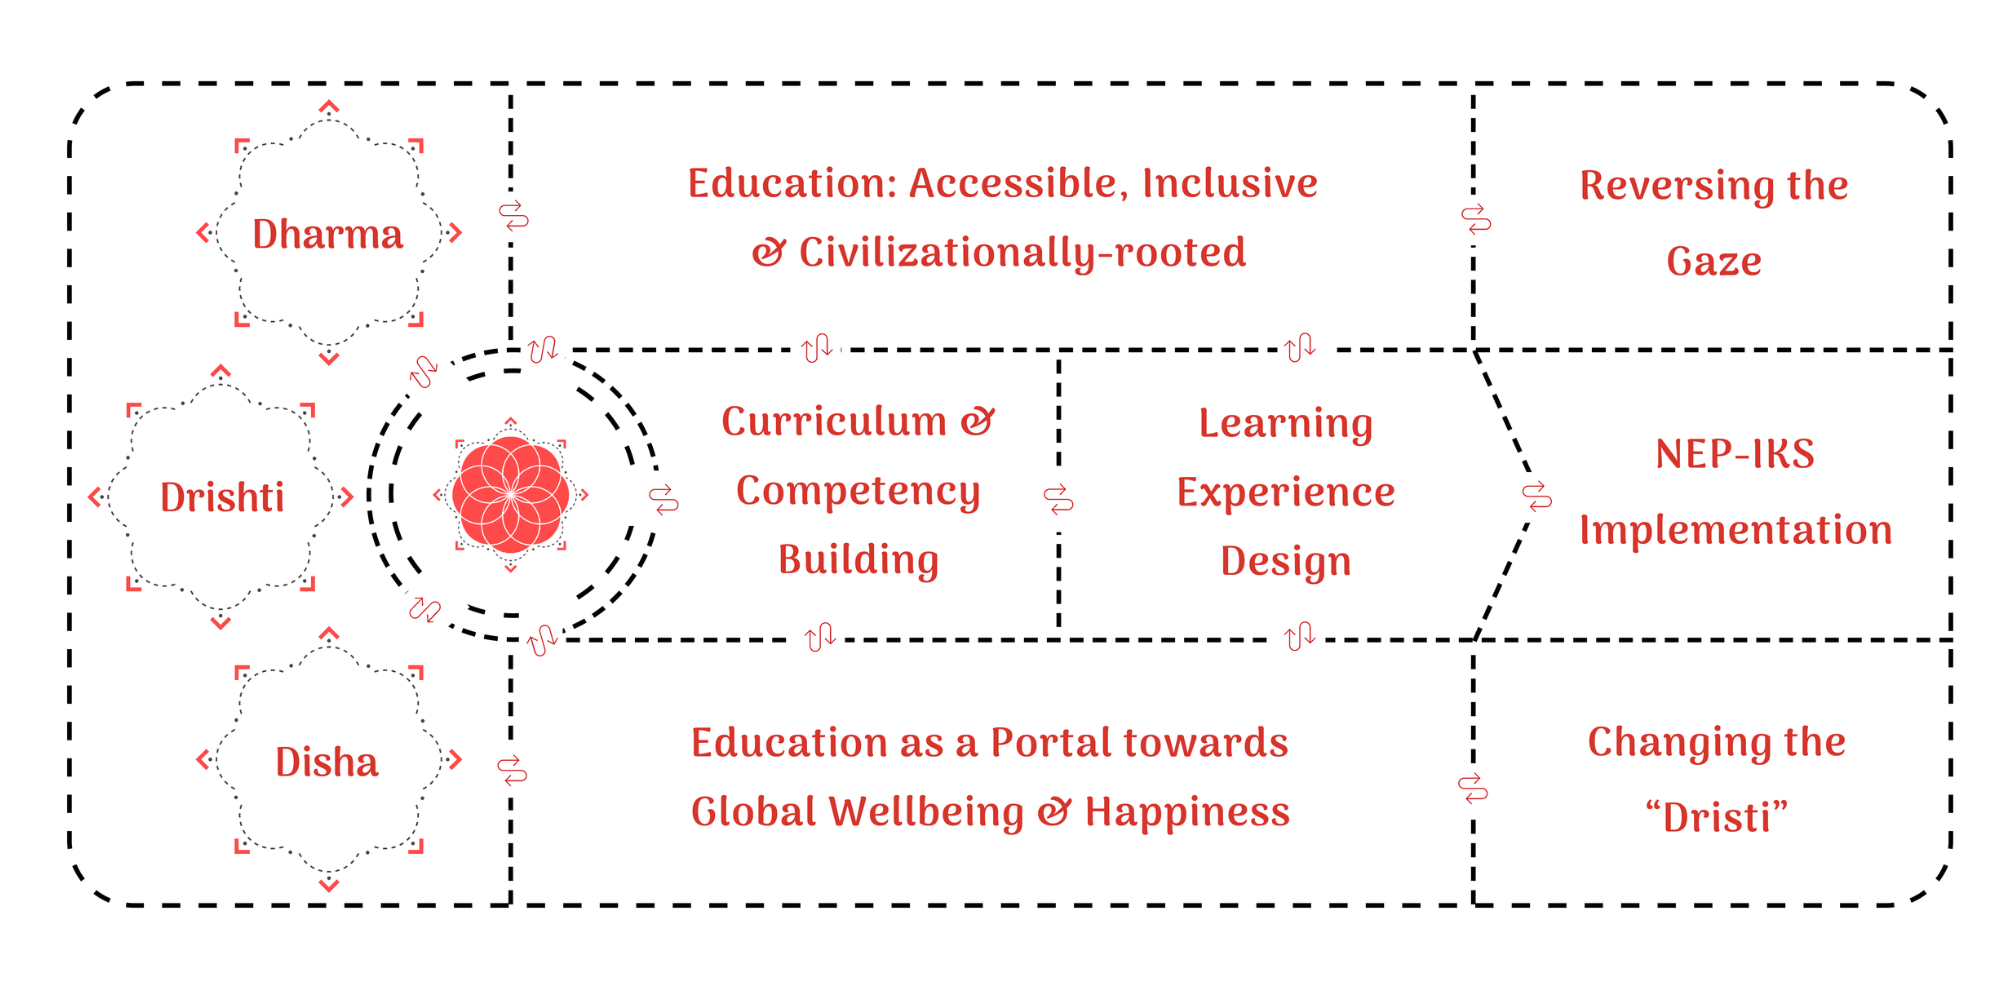 Dharma
Education: Accessible, Inclusive
& Civilizationally-rooted
Reversing the
Gaze
Drishti
Curriculum &
Competency
Building
Learning
Experience
Design
NEP-IKS
Implementation
Disha
Education as a Portal towards
Global Wellbeing & Happiness
Changing the
“Dristi”